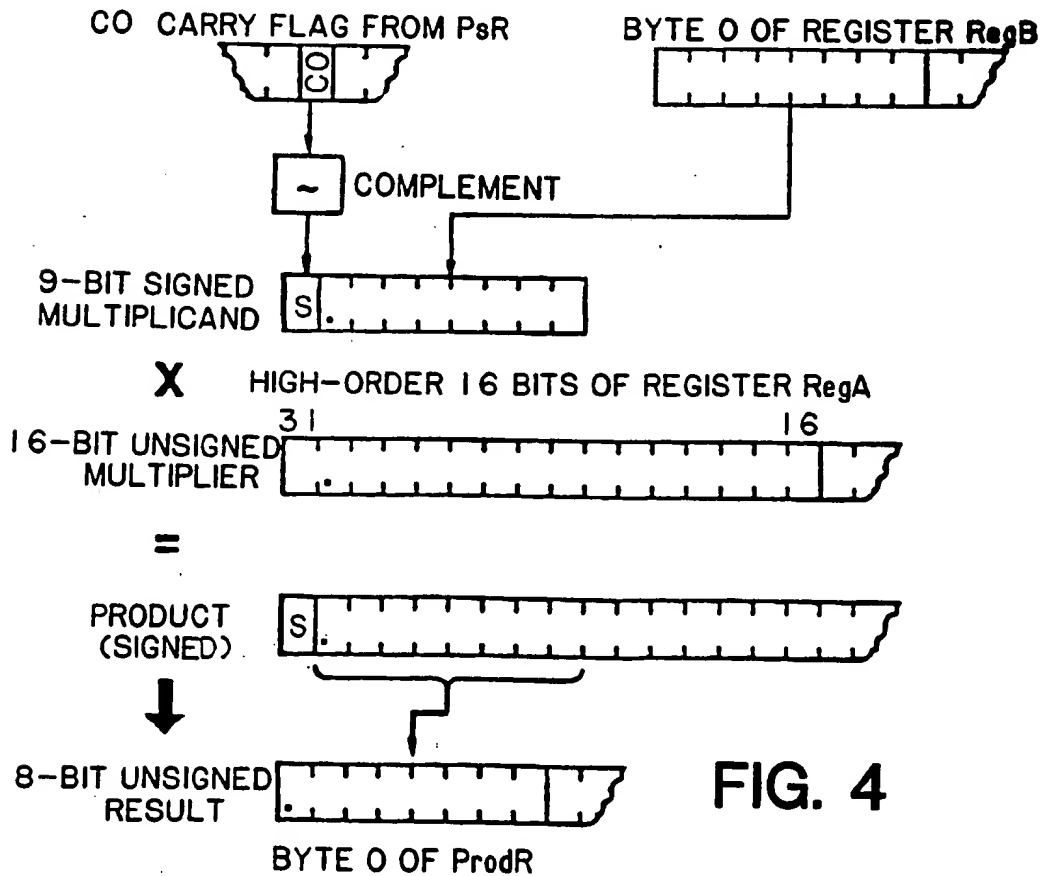 CO CARRY FLAG FROM PsR
BYTE 0 OF REGISTER RegB
CO
~ COMPLEMENT
9-BIT SIGNED
MULTIPLICAND
S
X HIGH-ORDER 16 BITS OF REGISTER RegA
31 16
16-BIT UNSIGNED
MULTIPLIER
=
PRODUCT
(SIGNED)
S
8-BIT UNSIGNED
RESULT
FIG. 4
BYTE 0 OF ProdR